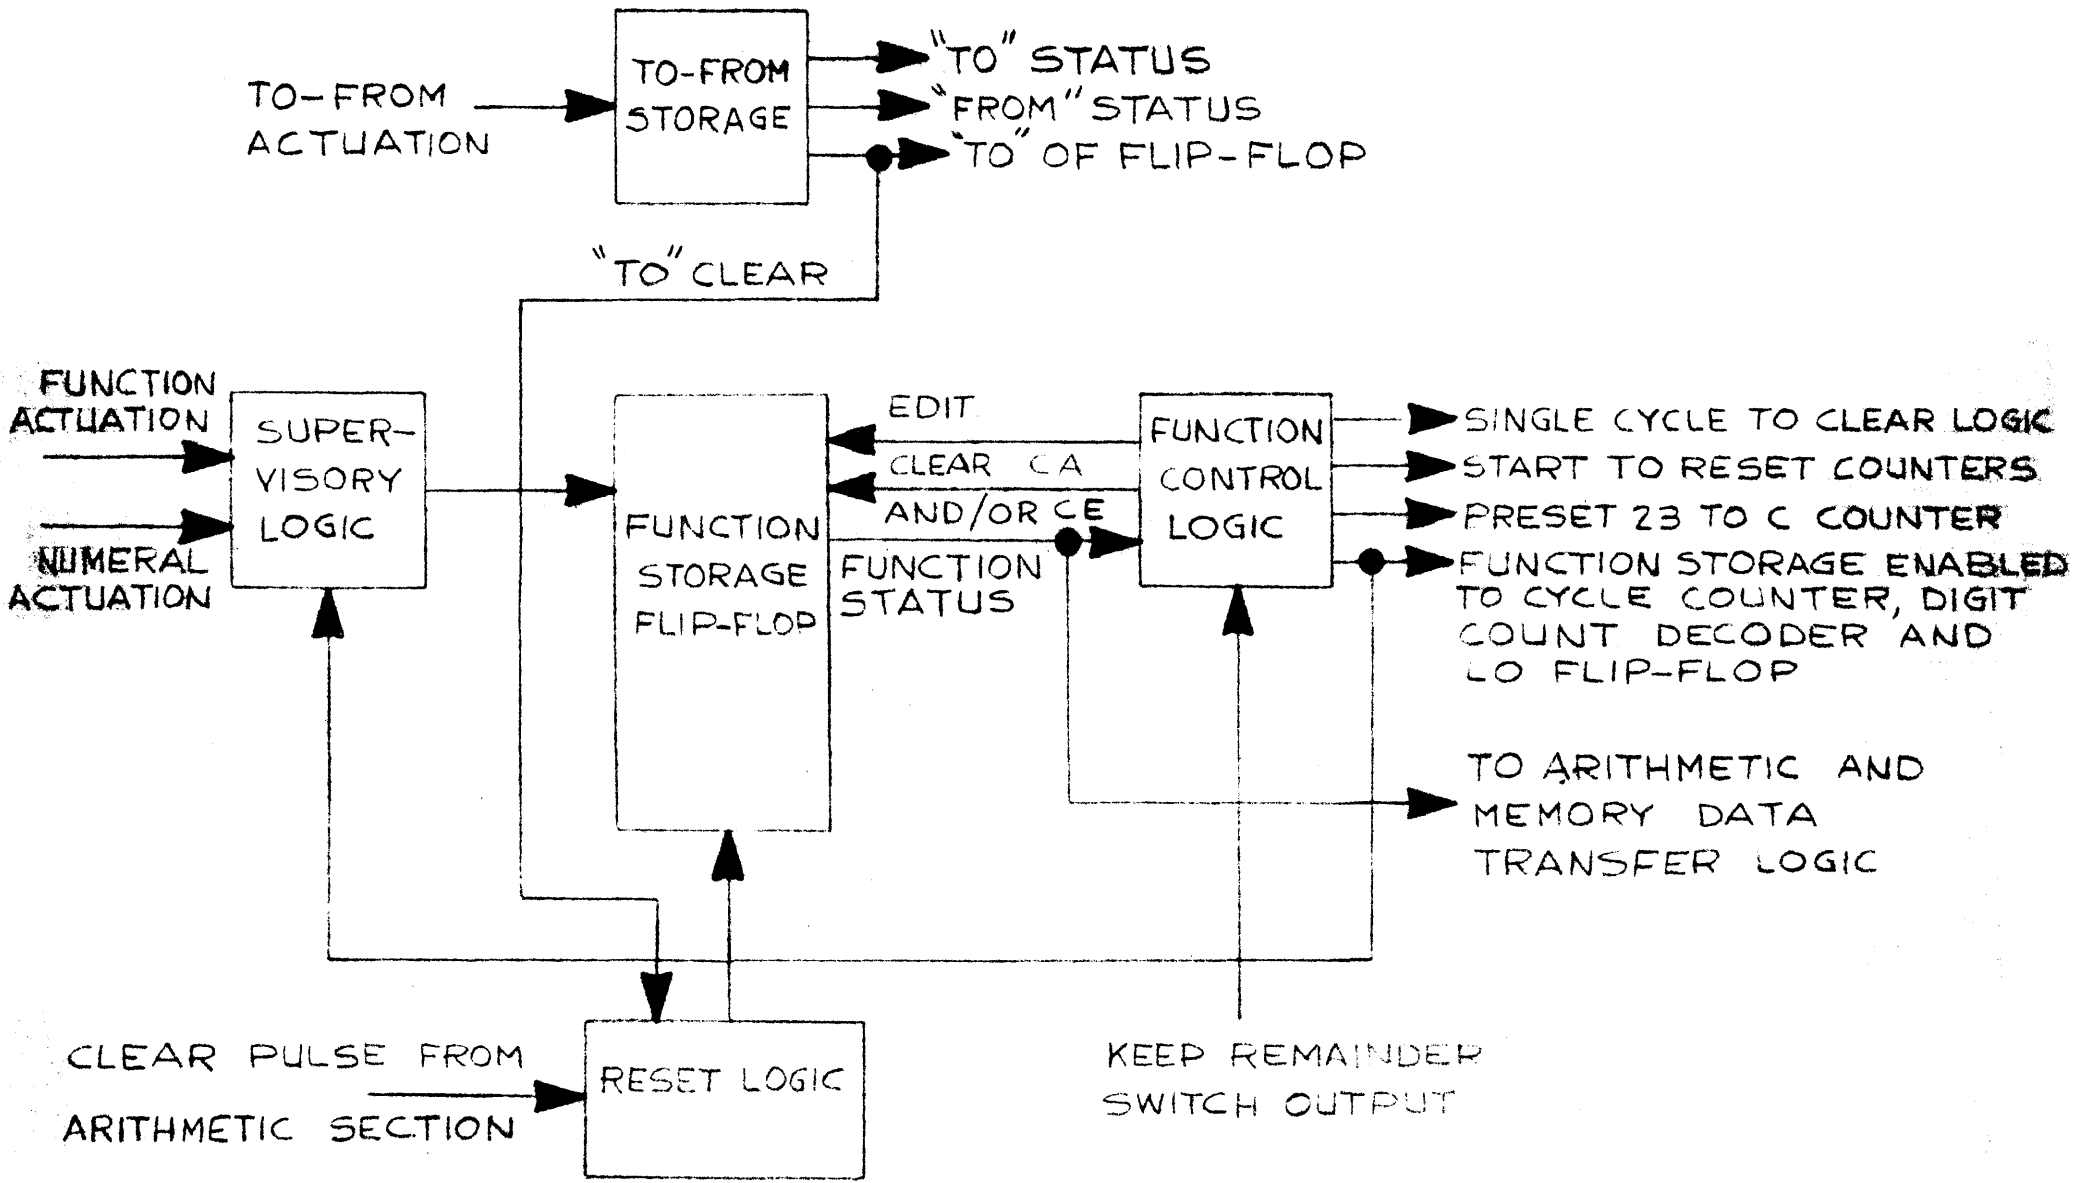 TO-FROM
ACTUATION
TO-FROM
STORAGE
"TO" STATUS
"FROM" STATUS
"TO" OF FLIP-FLOP
"TO" CLEAR
FUNCTION
ACTUATION
NUMERAL
ACTUATION
SUPER-
VISORY
LOGIC
FUNCTION
STORAGE
FLIP-FLOP
EDIT
CLEAR CA
AND/OR CE
FUNCTION
STATUS
FUNCTION
CONTROL
LOGIC
SINGLE CYCLE TO CLEAR LOGIC
START TO RESET COUNTERS
PRESET 23 TO C COUNTER
FUNCTION STORAGE ENABLED
TO CYCLE COUNTER, DIGIT
COUNT DECODER AND
LO FLIP-FLOP
TO ARITHMETIC AND
MEMORY DATA
TRANSFER LOGIC
CLEAR PULSE FROM
ARITHMETIC SECTION
RESET LOGIC
KEEP REMAINDER
SWITCH OUTPUT